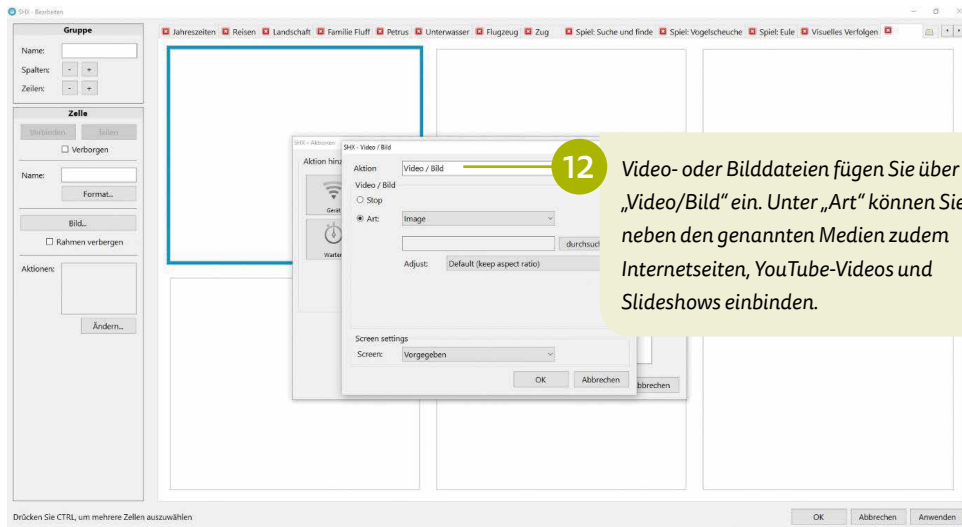 SHX - Bearbeiten
Gruppe
Name:
Spalten: - +
Zeilen: - +
Zelle
Verbinden Teilen
Verborgen
Name:
Format...
Bild...
Rahmen verbergen
Aktionen:
Ändern...
Jahreszeiten Reisen Landschaft Familie Fluff Petrus Unterwasser Flugzeug Zug Spiel: Suche und finde Spiel: Vogelscheuche Spiel: Eule Visuelles Verfolgen
SHX - Aktionen
Aktion hinz
Gerät
Warten
SHX - Video / Bild
Aktion Video / Bild
Video / Bild
Stop
Art: Image
durchsuch
Adjust: Default (keep aspect ratio)
Screen settings
Screen: Vorgegeben
OK Abbrechen
bbrechen
12
Video- oder Bilddateien fügen Sie über
„Video/Bild“ ein. Unter „Art“ können Sie
neben den genannten Medien zudem
Internetseiten, YouTube-Videos und
Slideshows einbinden.
Drücken Sie CTRL, um mehrere Zellen auszuwählen
OK Abbrechen Anwenden